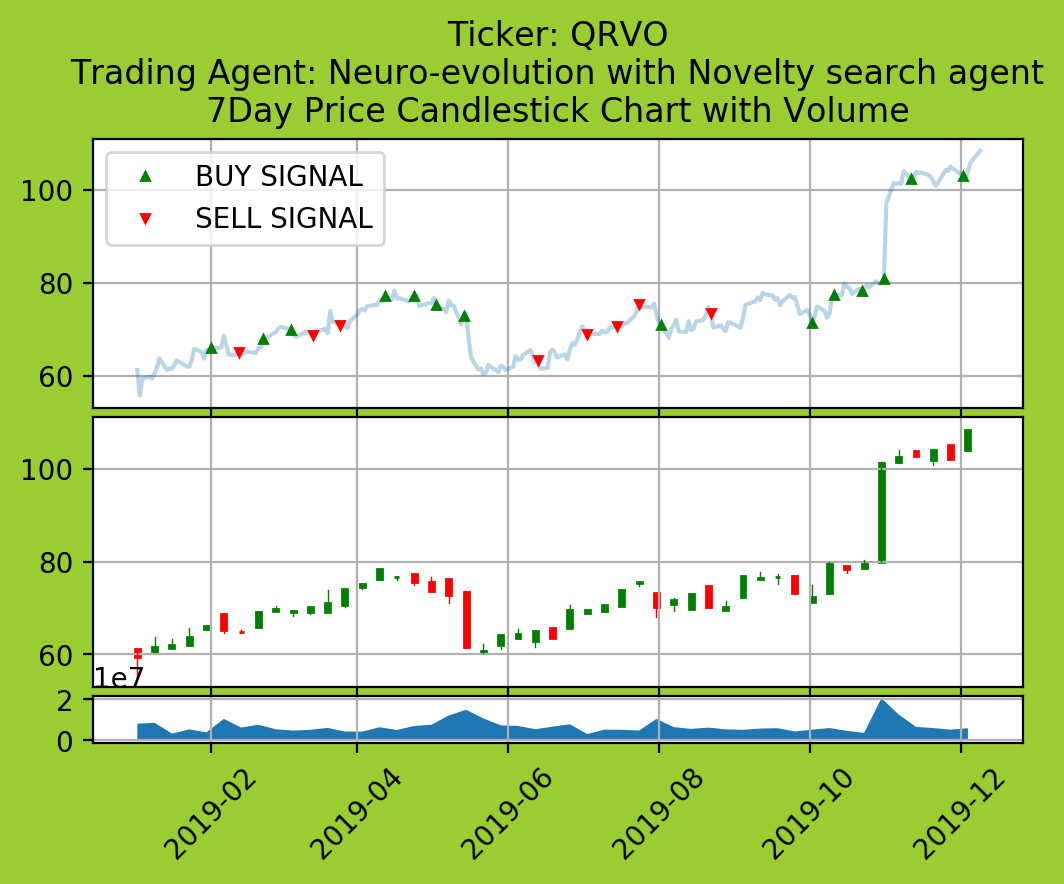 Ticker: QRVO
Trading Agent: Neuro-evolution with Novelty search agent
7Day Price Candlestick Chart with Volume
BUY SIGNAL
SELL SIGNAL
100
80
60
100
80
60
1e7
2
0
2019-02
2019-04
2019-06
2019-08
2019-10
2019-12